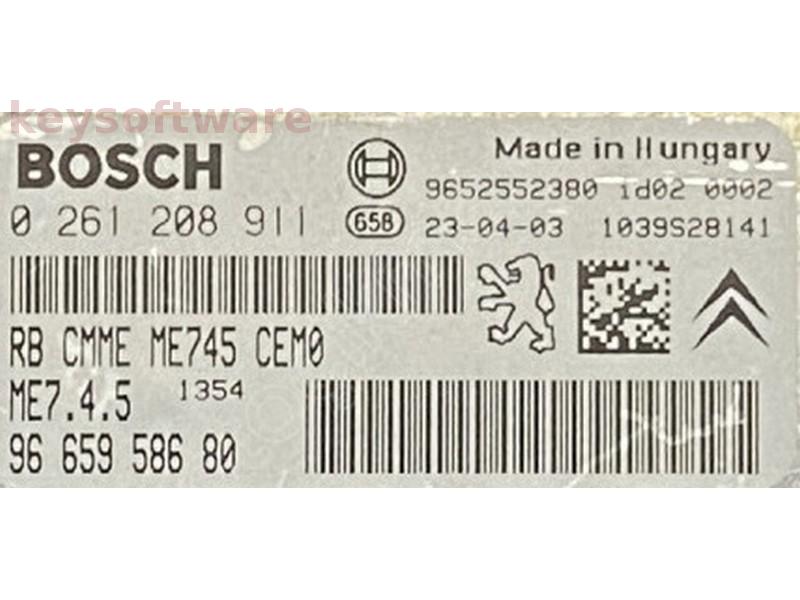 keysoftware
BOSCH
Made in Hungary
9652552380 1d02 0002
0 261 208 911
658
23-04-03 1039S28141
RB CMME ME745 CEM0
ME7.4.5 1354
96 659 586 80